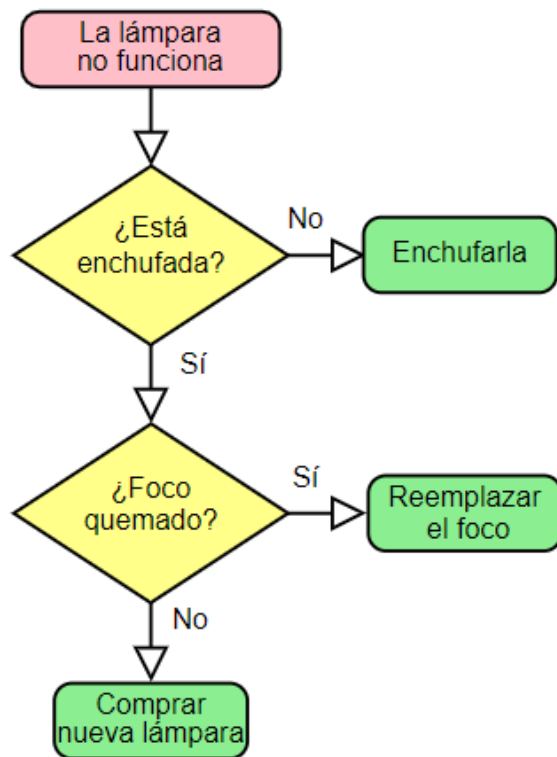 La lámpara
no funciona
¿Está
enchufada?
No
Enchufarla
Sí
¿Foco
quemado?
Sí
Reemplazar
el foco
No
Comprar
nueva lámpara